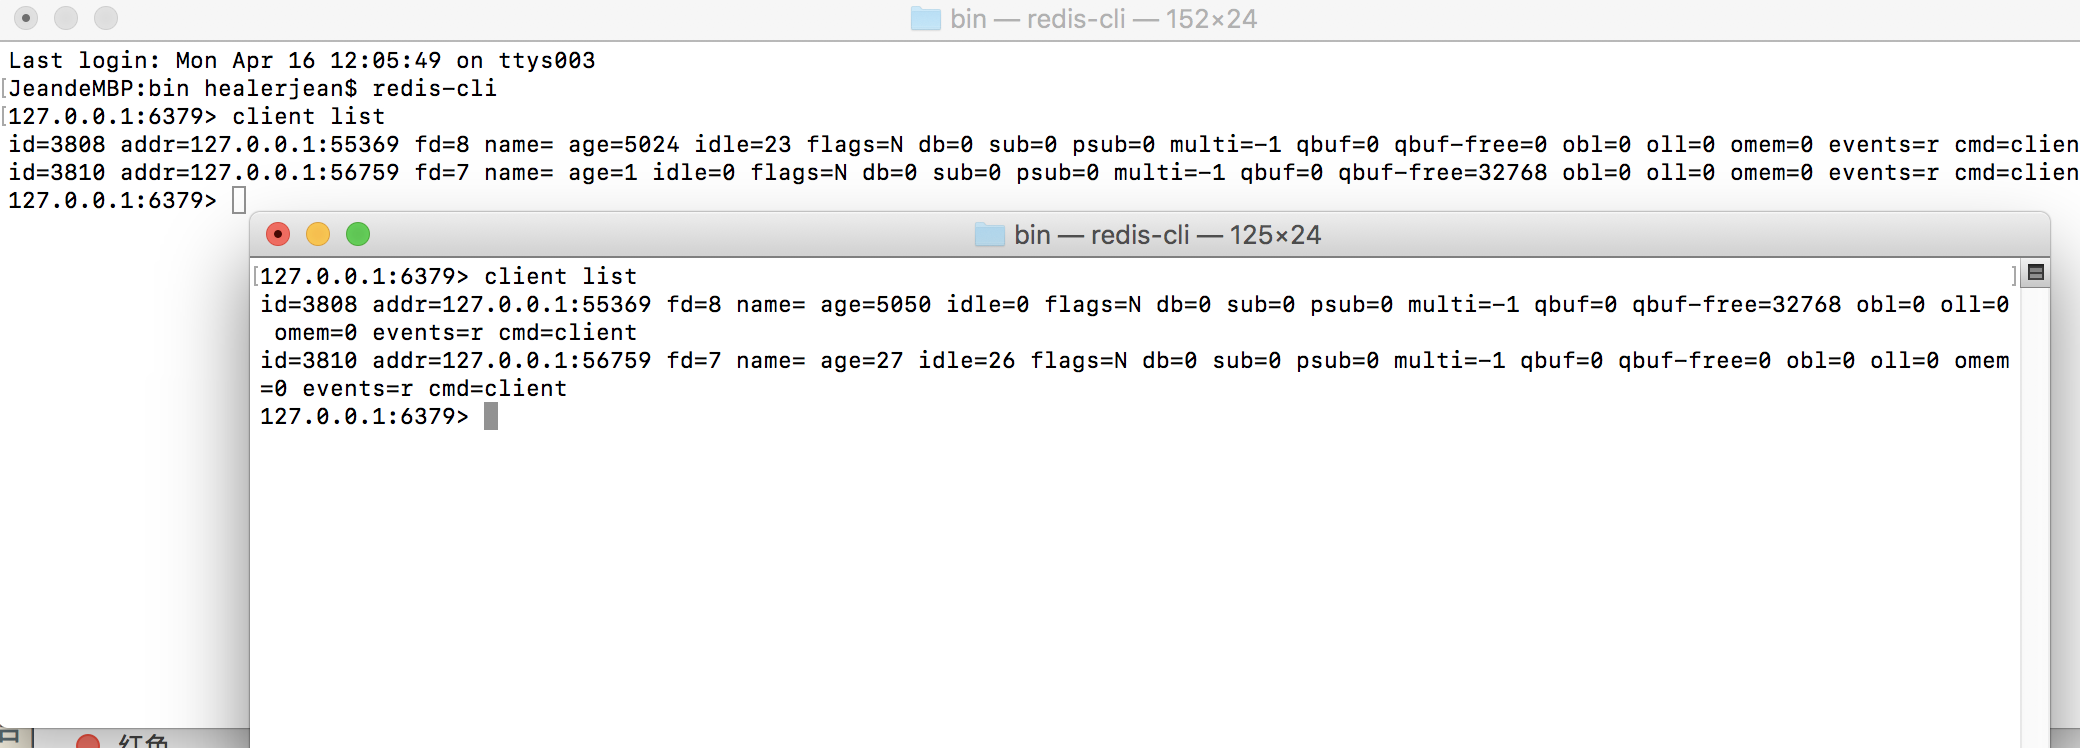 bin — redis-cli — 152×24
Last login: Mon Apr 16 12:05:49 on ttys003
[JeandeMBP:bin healerjean$ redis-cli
[127.0.0.1:6379> client list
id=3808 addr=127.0.0.1:55369 fd=8 name= age=5024 idle=23 flags=N db=0 sub=0 psub=0 multi=-1 qbuf=0 qbuf-free=0 obl=0 oll=0 omem=0 events=r cmd=clien
id=3810 addr=127.0.0.1:56759 fd=7 name= age=1 idle=0 flags=N db=0 sub=0 psub=0 multi=-1 qbuf=0 qbuf-free=32768 obl=0 oll=0 omem=0 events=r cmd=clien
127.0.0.1:6379>
bin — redis-cli — 125×24
[127.0.0.1:6379> client list ]
id=3808 addr=127.0.0.1:55369 fd=8 name= age=5050 idle=0 flags=N db=0 sub=0 psub=0 multi=-1 qbuf=0 qbuf-free=32768 obl=0 oll=0
 omem=0 events=r cmd=client
id=3810 addr=127.0.0.1:56759 fd=7 name= age=27 idle=26 flags=N db=0 sub=0 psub=0 multi=-1 qbuf=0 qbuf-free=0 obl=0 oll=0 omem
=0 events=r cmd=client
127.0.0.1:6379>
红色